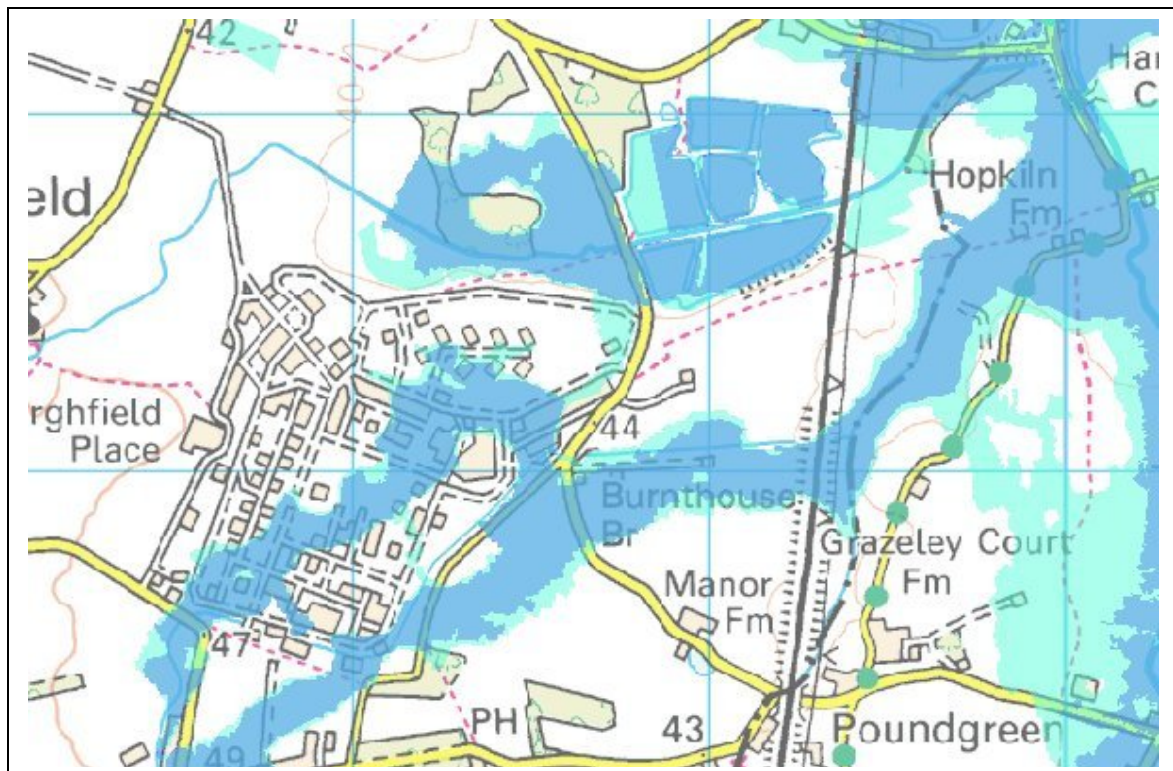 42
Har
C
10
Hopkiln
Fm
eld
rghfield
Place
44
Burnthouse
Br
Grazeley Court
Fm
Manor
Fm
47
PH
43
Poundgreen
49